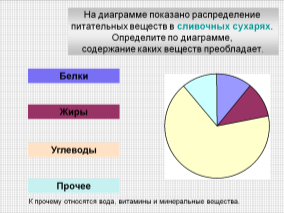 На диаграмме показано распределение
питательных веществ в сливочных сухарях.
Определите по диаграмме,
содержание каких веществ преобладает.
Белки
Жиры
Углеводы
Прочее
К прочему относятся вода, витамины и минеральные вещества.